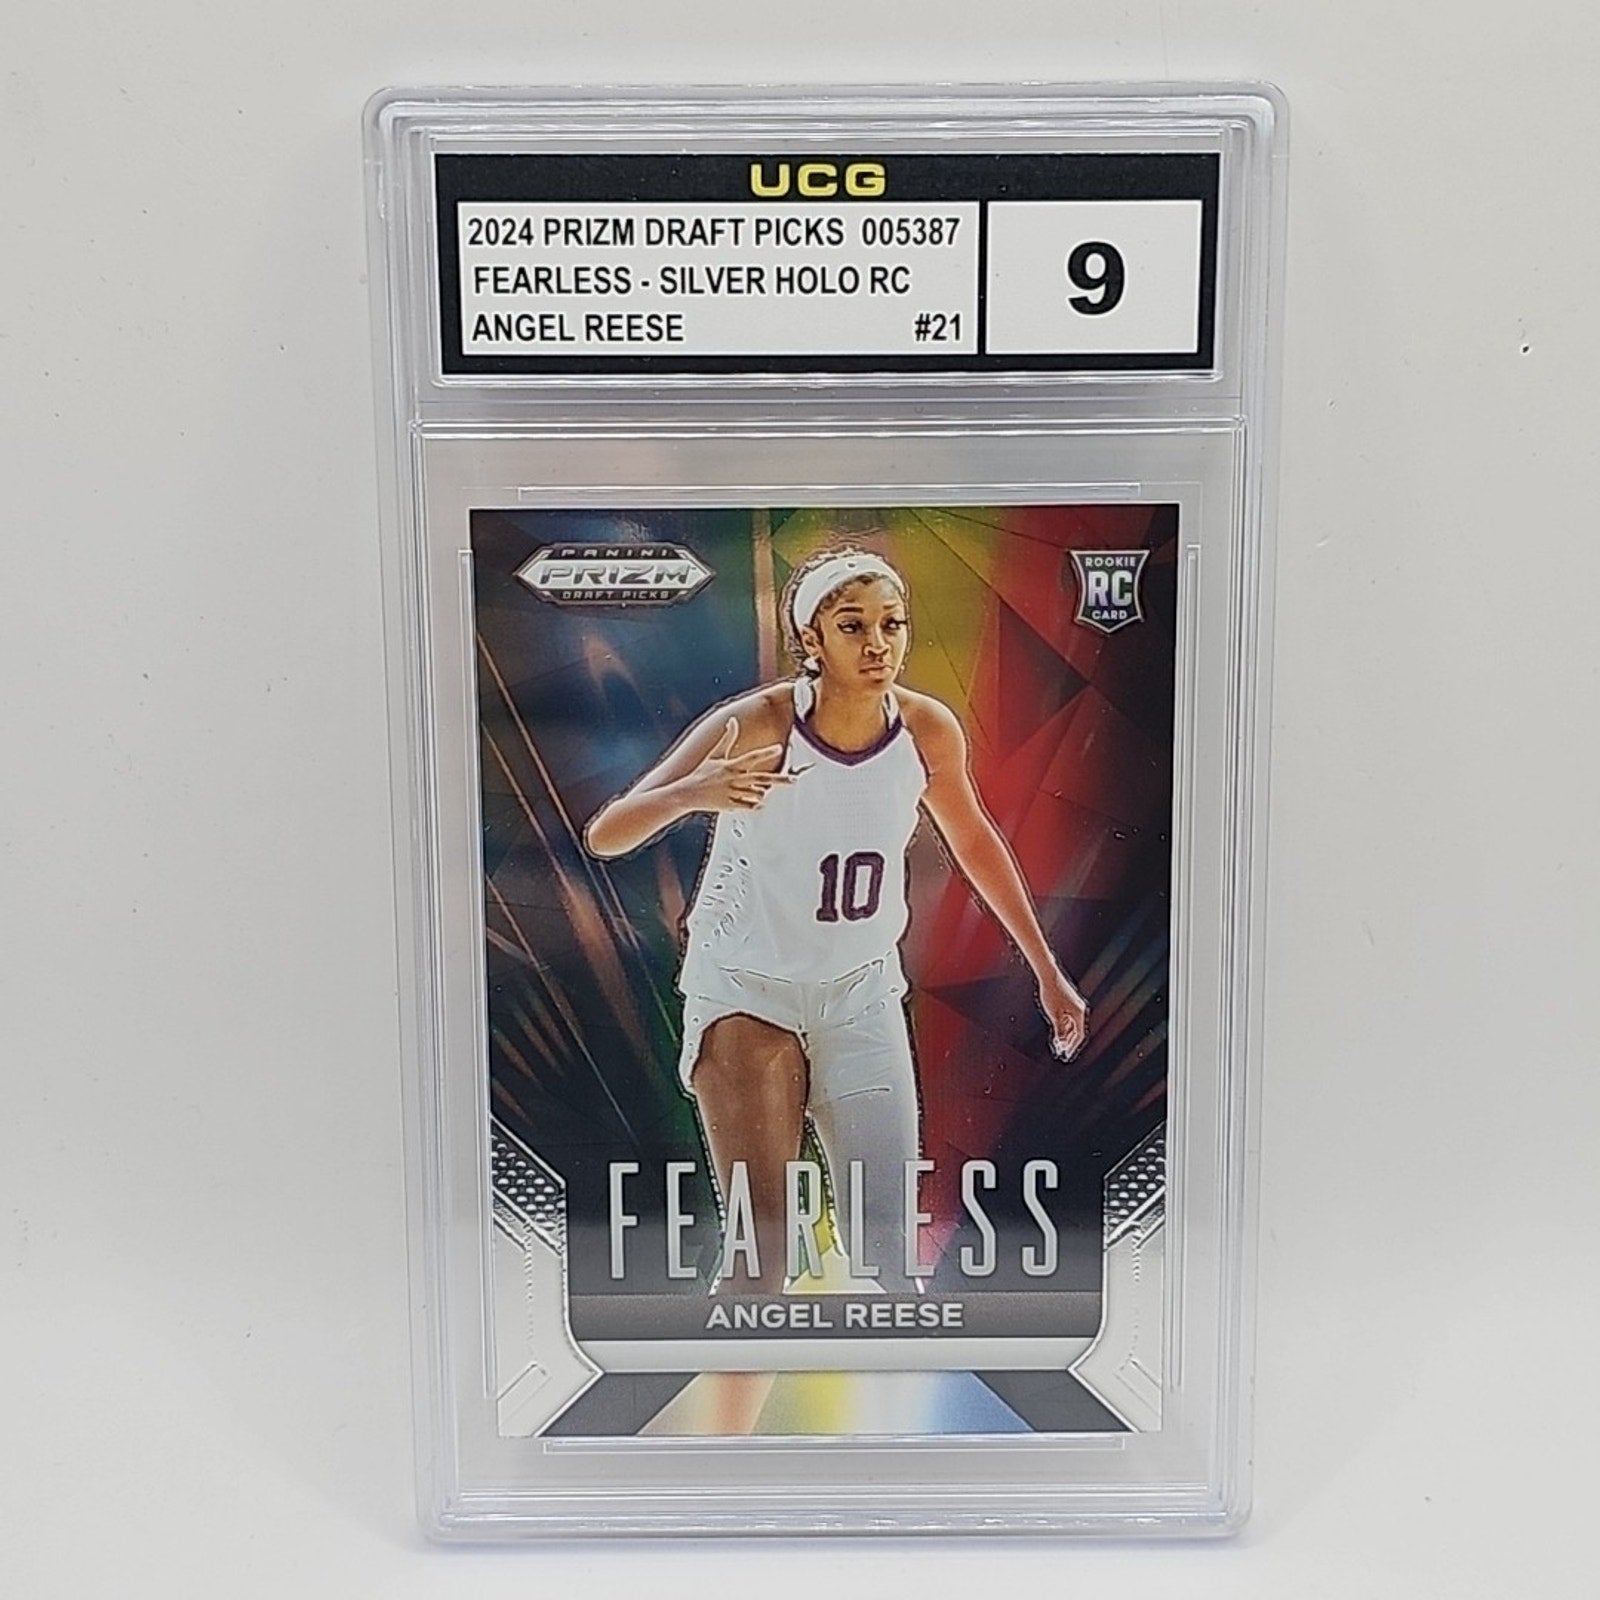 UCG
2024 PRIZM DRAFT PICKS 005387
FEARLESS - SILVER HOLO RC
ANGEL REESE #21
9
PANINI
PRIZM
DRAFT PICKS
ROOKIE
RC
CARD
10
FEARLESS
ANGEL REESE